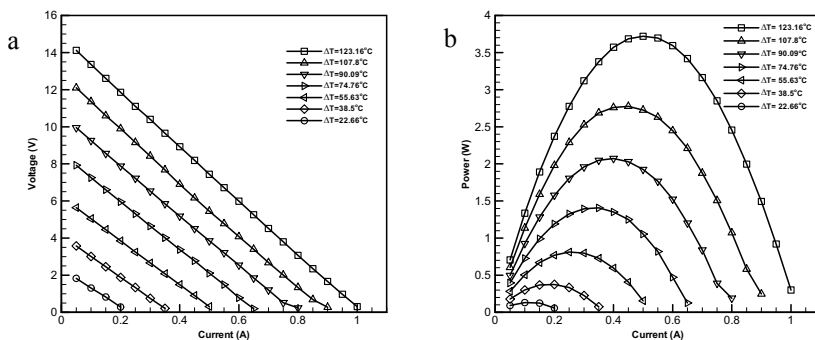 a
16
14
12
10
8
6
4
2
0
0
0.2
0.4
0.6
0.8
1
Voltage (V)
Current (A)
ΔT=123.16°C
ΔT=107.8°C
ΔT=90.09°C
ΔT=74.76°C
ΔT=55.63°C
ΔT=38.5°C
ΔT=22.66°C
b
4
3.5
3
2.5
2
1.5
1
0.5
0
0
0.2
0.4
0.6
0.8
1
Power (W)
Current (A)
ΔT= 123.16°C
ΔT= 107.8°C
ΔT= 90.09°C
ΔT= 74.76°C
ΔT= 55.63°C
ΔT= 38.5°C
ΔT= 22.66°C